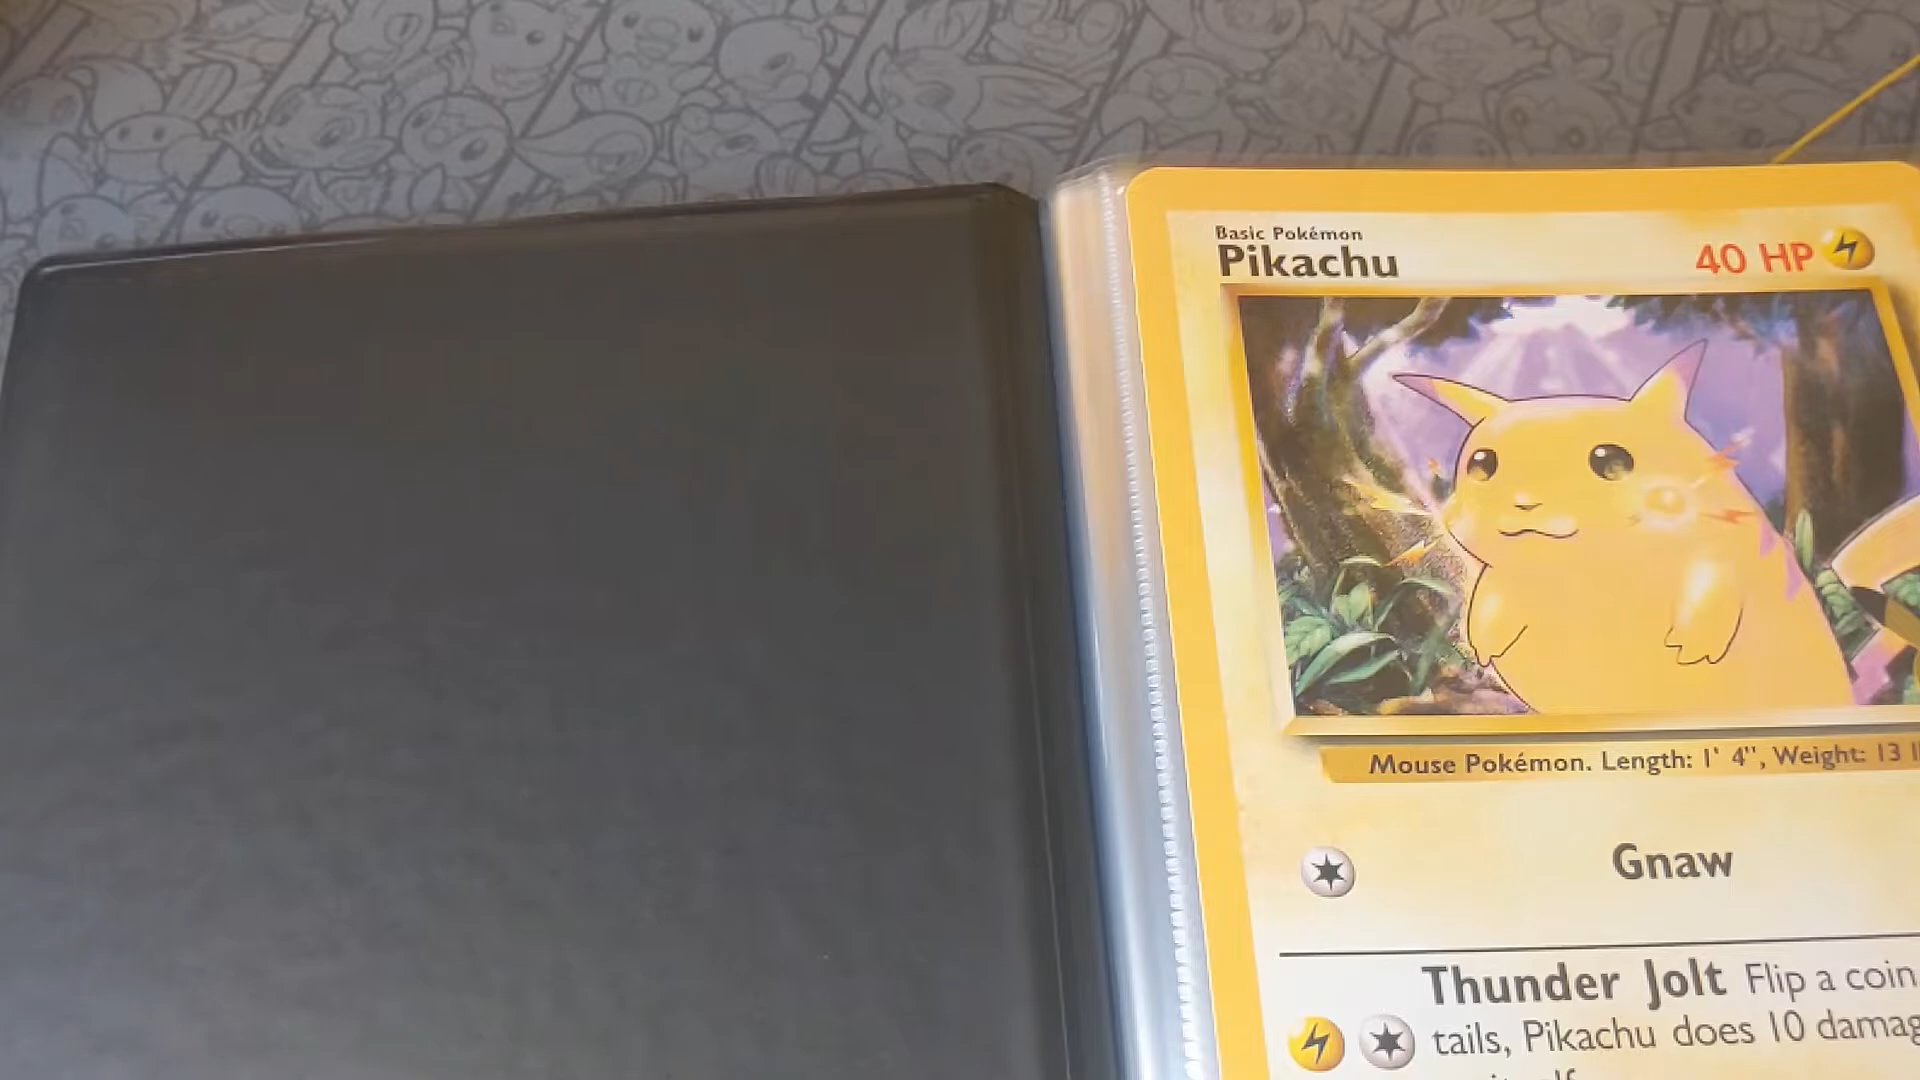 Basic Pokémon
Pikachu 40 HP
Mouse Pokémon. Length: 1' 4", Weight: 13
Gnaw
Thunder Jolt Flip a coin
tails, Pikachu does 10